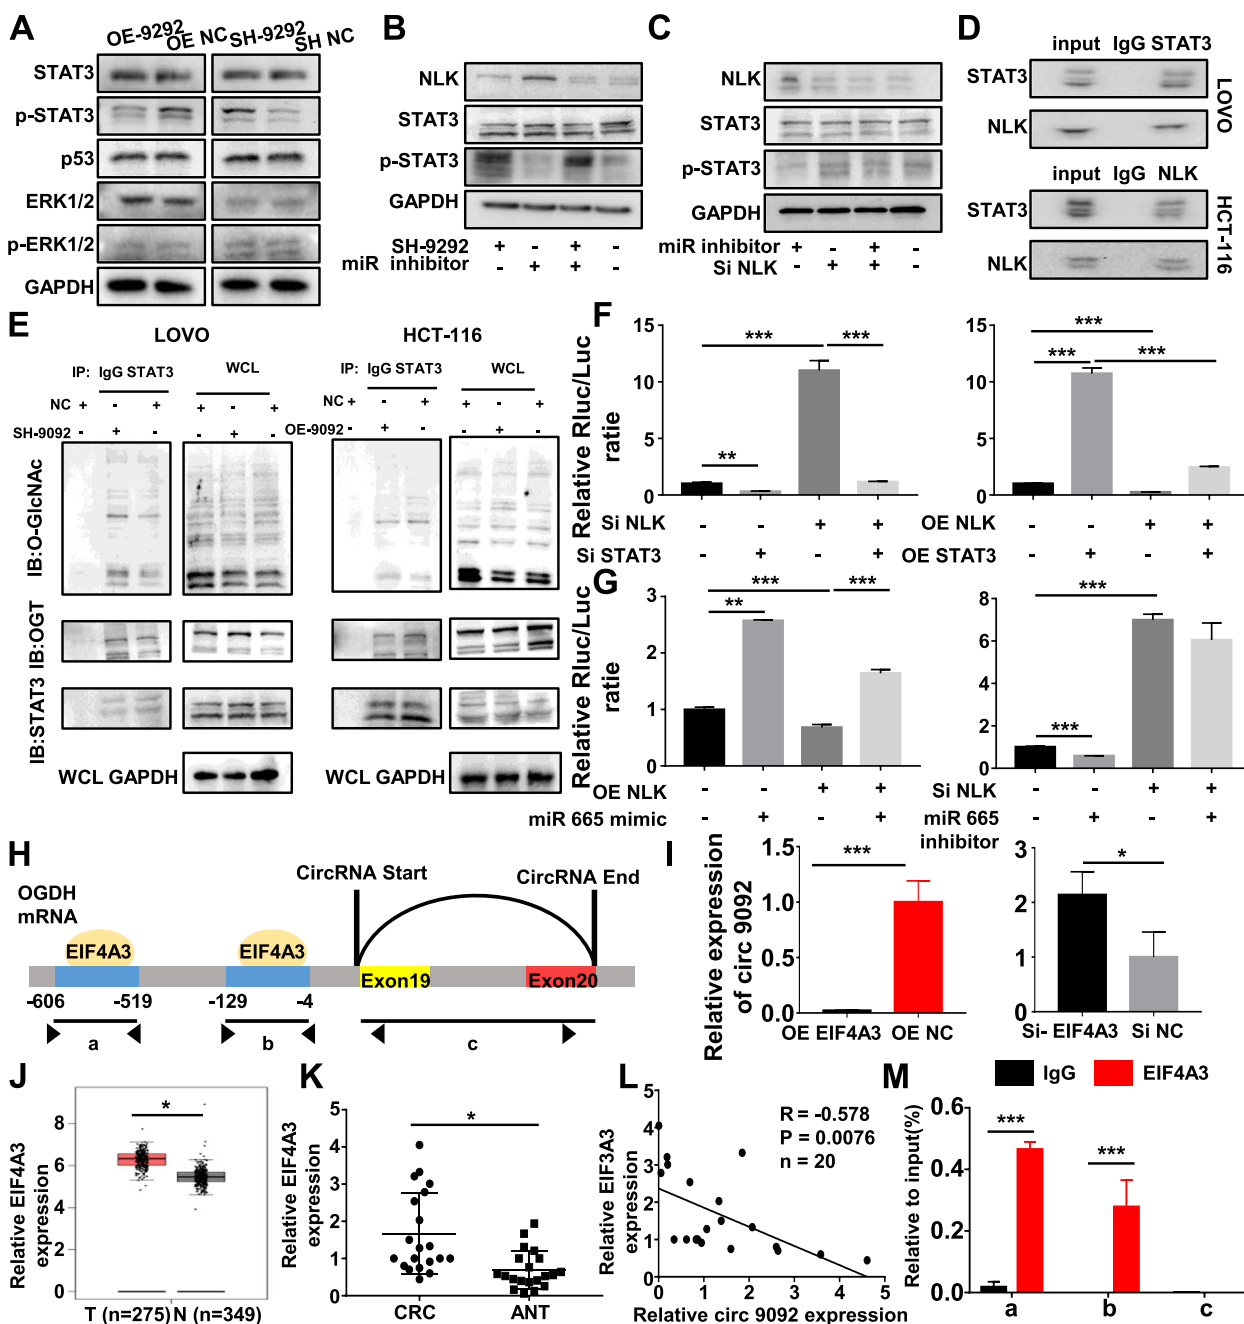 A
OE-9292 OE NC SH-9292 SH NC
STAT3
p-STAT3
p53
ERK1/2
p-ERK1/2
GAPDH
B
NLK
STAT3
p-STAT3
GAPDH
SH-9292 + - + -
miR inhibitor - + + -
C
NLK
STAT3
p-STAT3
GAPDH
miR inhibitor + - + -
Si NLK - + + -
D
input IgG STAT3
STAT3
NLK
LOVO
input IgG NLK
STAT3
NLK
HCT-116
E
LOVO
IP: IgG STAT3 WCL
NC + - + + - +
SH-9092 + -
HCT-116
IP: IgG STAT3 WCL
NC + - + + - +
OE-9092 + - - + -
IB:O-GlcNAc
IB:OGT
IB:STAT3
WCL GAPDH
WCL GAPDH
F
Relative Rluc/Luc ratie
15
10
5
0
** *** ***
Si NLK - - + +
Si STAT3 - + - +
15
10
5
0
*** *** ***
OE NLK - - + +
OE STAT3 - + - +
G
Relative Rluc/Luc ratie
3
2
1
0
** *** ***
OE NLK - - + +
miR 665 mimic - + - +
8
6
4
2
0
*** ***
Si NLK - - + +
miR 665 inhibitor - + - +
H
OGDH mRNA
CircRNA Start
CircRNA End
EIF4A3
EIF4A3
Exon19
Exon20
-606 -519 -129 -4
a b c
I
Relative expression of circ 9092
1.5
1.0
0.5
0.0
***
OE EIF4A3 OE NC
3
2
1
0
*
Si- EIF4A3 Si NC
J
Relative EIF4A3 expression
8
6
4
2
0
*
T (n=275) N (n=349)
K
Relative EIF4A3 expression
5
4
3
2
1
0
*
CRC ANT
L
Relative EIF3A3 expression
5
4
3
2
1
0
R = -0.578
P = 0.0076
n = 20
0 1 2 3 4 5
Relative circ 9092 expression
M
IgG EIF4A3
Relative to input(%)
0.6
0.4
0.2
0.0
*** ***
a b c